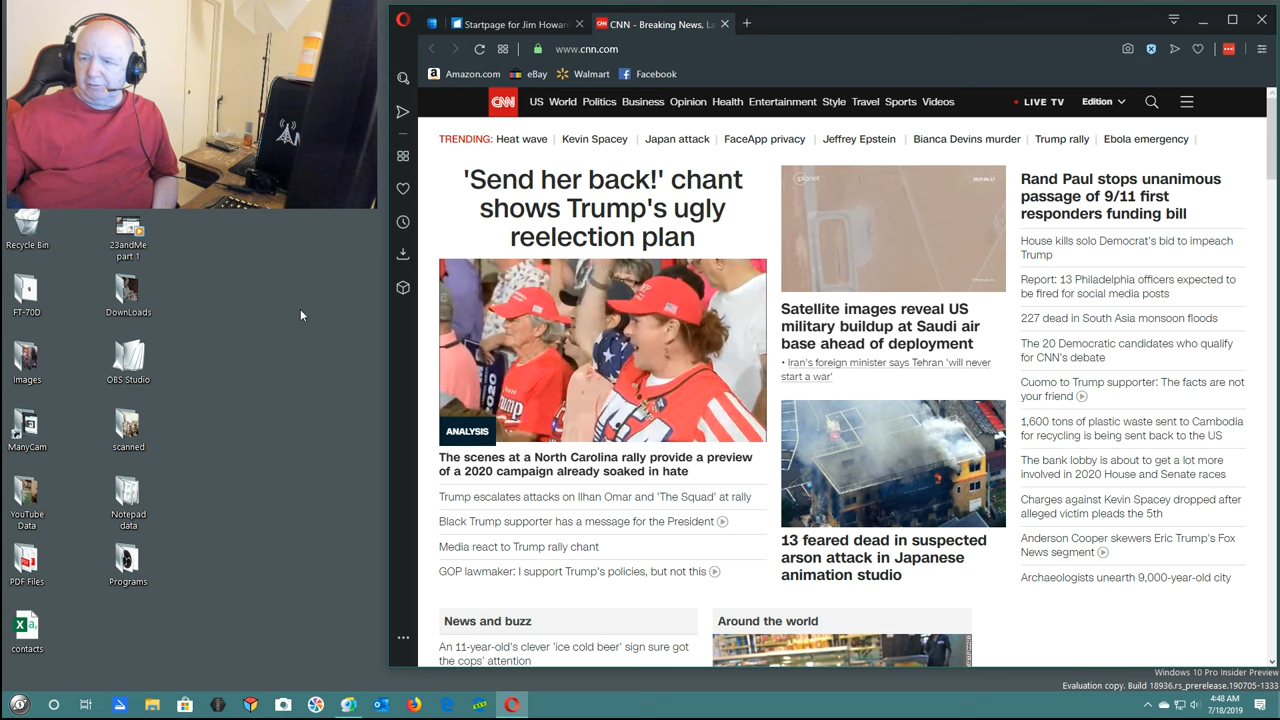 Startpage for Jim Howard
CNN - Breaking News, La
www.cnn.com
Amazon.com
eBay
Walmart
Facebook
CNN
US World Politics Business Opinion Health Entertainment Style Travel Sports Videos
LIVE TV
Edition
TRENDING: Heat wave | Kevin Spacey | Japan attack | FaceApp privacy | Jeffrey Epstein | Bianca Devins murder | Trump rally | Ebola emergency |
'Send her back!' chant
shows Trump's ugly
reelection plan
ANALYSIS
The scenes at a North Carolina rally provide a preview
of a 2020 campaign already soaked in hate
Trump escalates attacks on Ilhan Omar and 'The Squad' at rally
Black Trump supporter has a message for the President
Media react to Trump rally chant
GOP lawmaker: I support Trump's policies, but not this
News and buzz
An 11-year-old's clever 'ice cold beer' sign sure got
the cops' attention
planet
Satellite images reveal US
military buildup at Saudi air
base ahead of deployment
• Iran's foreign minister says Tehran 'will never
start a war'
13 feared dead in suspected
arson attack in Japanese
animation studio
Around the world
Rand Paul stops unanimous
passage of 9/11 first
responders funding bill
House kills solo Democrat's bid to impeach
Trump
Report: 13 Philadelphia officers expected to
be fired for social media posts
227 dead in South Asia monsoon floods
The 20 Democratic candidates who qualify
for CNN's debate
Cuomo to Trump supporter: The facts are not
your friend
1,600 tons of plastic waste sent to Cambodia
for recycling is being sent back to the US
The bank lobby is about to get a lot more
involved in 2020 House and Senate races
Charges against Kevin Spacey dropped after
alleged victim pleads the 5th
Anderson Cooper skewers Eric Trump's Fox
News segment
Archaeologists unearth 9,000-year-old city
Recycle Bin
23andMe
part 1
FT-70D
DownLoads
Images
OBS Studio
ManyCam
scanned
YouTube
Data
Notepad
data
PDF Files
Programs
contacts
Windows 10 Pro Insider Preview
Evaluation copy. Build 18936.rs_prerelease.190705-1333
4:48 AM
7/18/2019